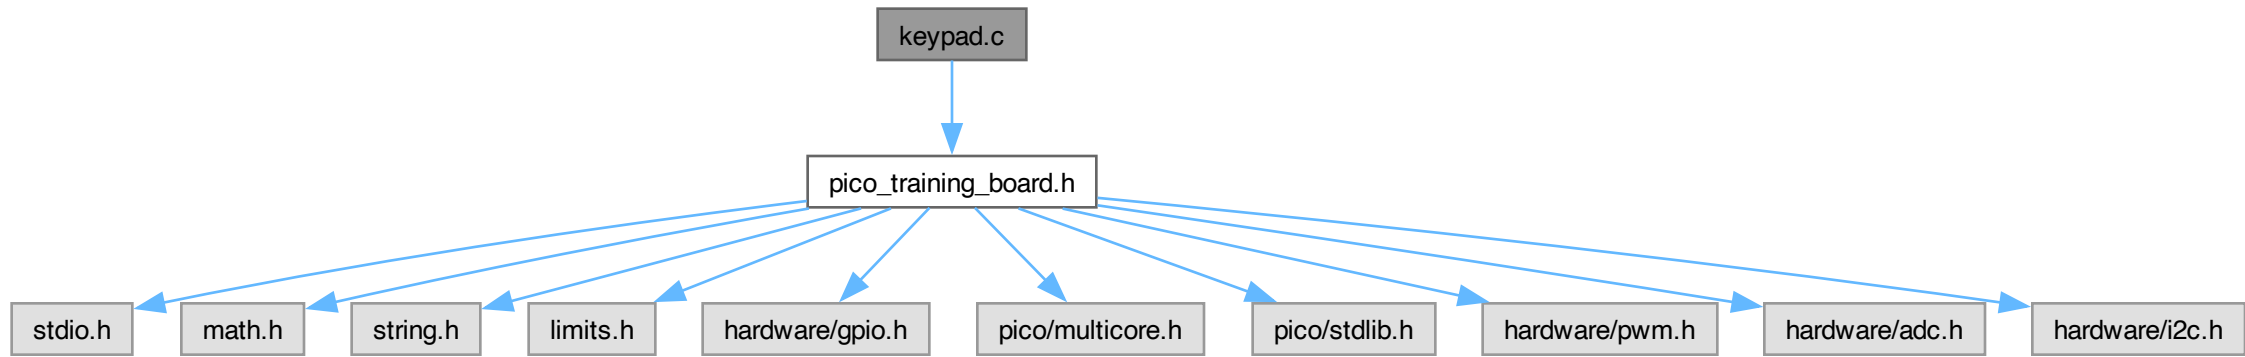 keypad.c
pico_training_board.h
stdio.h
math.h
string.h
limits.h
hardware/gpio.h
pico/multicore.h
pico/stdlib.h
hardware/pwm.h
hardware/adc.h
hardware/i2c.h